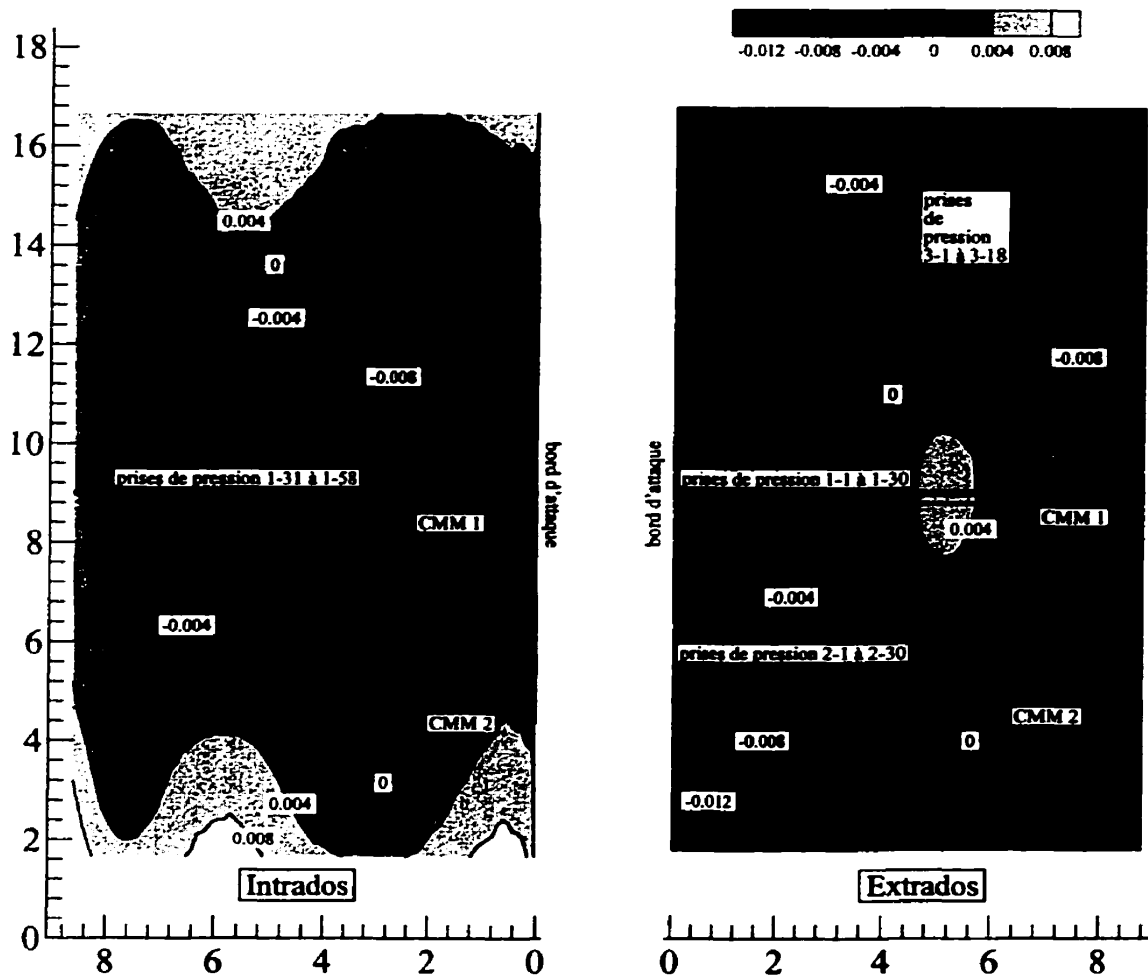 -0.012 -0.008 -0.004 0 0.004 0.008
18
16
14
12
10
8
6
4
2
0
0.004
0
-0.004
-0.008
prises de pression 1-31 à 1-58
CMM 1
-0.004
CMM 2
0
0.004
0.008
bord d'attaque
Intrados
8 6 4 2 0
bord d'attaque
-0.004
prises
de
pression
3-1 à 3-18
-0.008
0
prises de pression 1-1 à 1-30
CMM 1
0.004
-0.004
prises de pression 2-1 à 2-30
CMM 2
-0.008
0
-0.012
Extrados
0 2 4 6 8